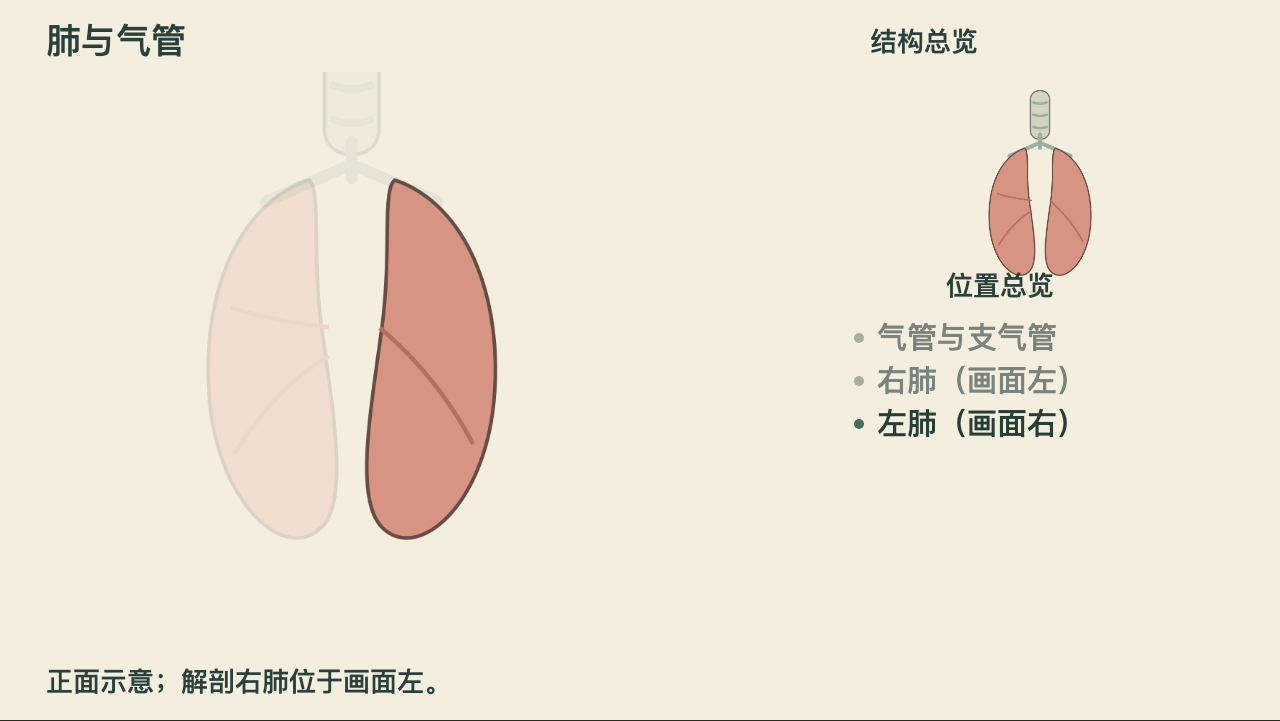 肺与气管
结构总览
位置总览
气管与支气管
右肺（画面左）
左肺（画面右）
正面示意；解剖右肺位于画面左。